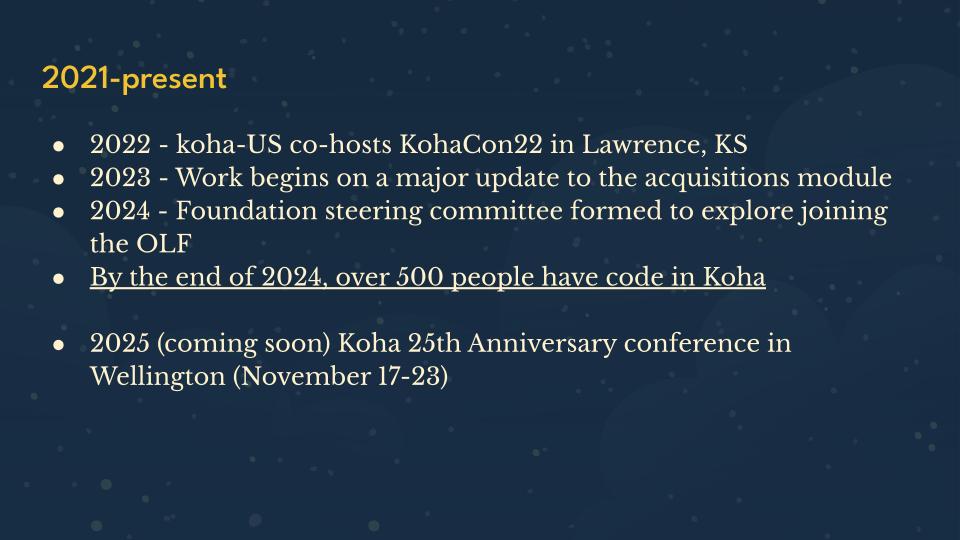 2021-present
● 2022 - koha-US co-hosts KohaCon22 in Lawrence, KS
● 2023 - Work begins on a major update to the acquisitions module
● 2024 - Foundation steering committee formed to explore joining
the OLF
● By the end of 2024, over 500 people have code in Koha
● 2025 (coming soon) Koha 25th Anniversary conference in
Wellington (November 17-23)